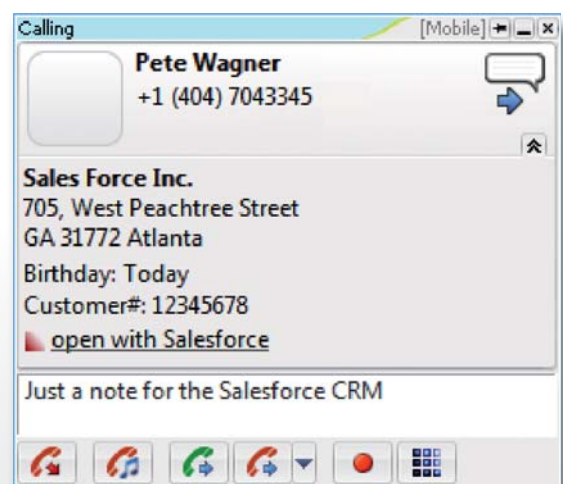 Calling [Mobile]
Pete Wagner
+1 (404) 7043345
Sales Force Inc.
705, West Peachtree Street
GA 31772 Atlanta
Birthday: Today
Customer#: 12345678
open with Salesforce
Just a note for the Salesforce CRM